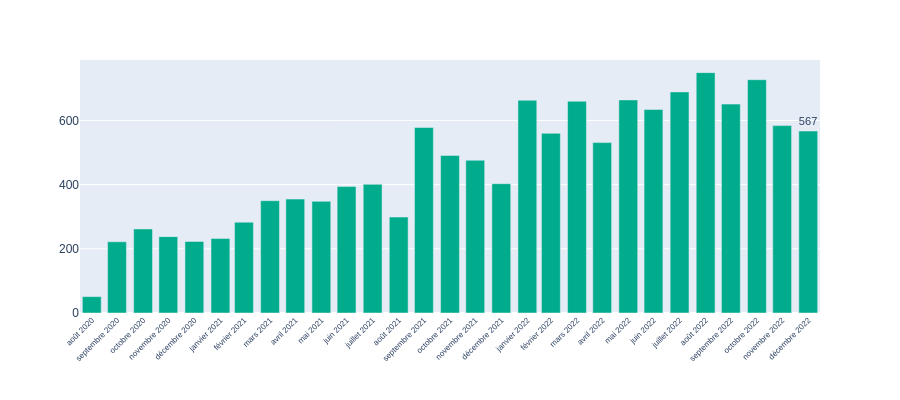 600
400
200
0
567
août 2020
septembre 2020
octobre 2020
novembre 2020
décembre 2020
janvier 2021
février 2021
mars 2021
avril 2021
mai 2021
juin 2021
juillet 2021
août 2021
septembre 2021
octobre 2021
novembre 2021
décembre 2021
janvier 2022
février 2022
mars 2022
avril 2022
mai 2022
juin 2022
juillet 2022
août 2022
septembre 2022
octobre 2022
novembre 2022
décembre 2022